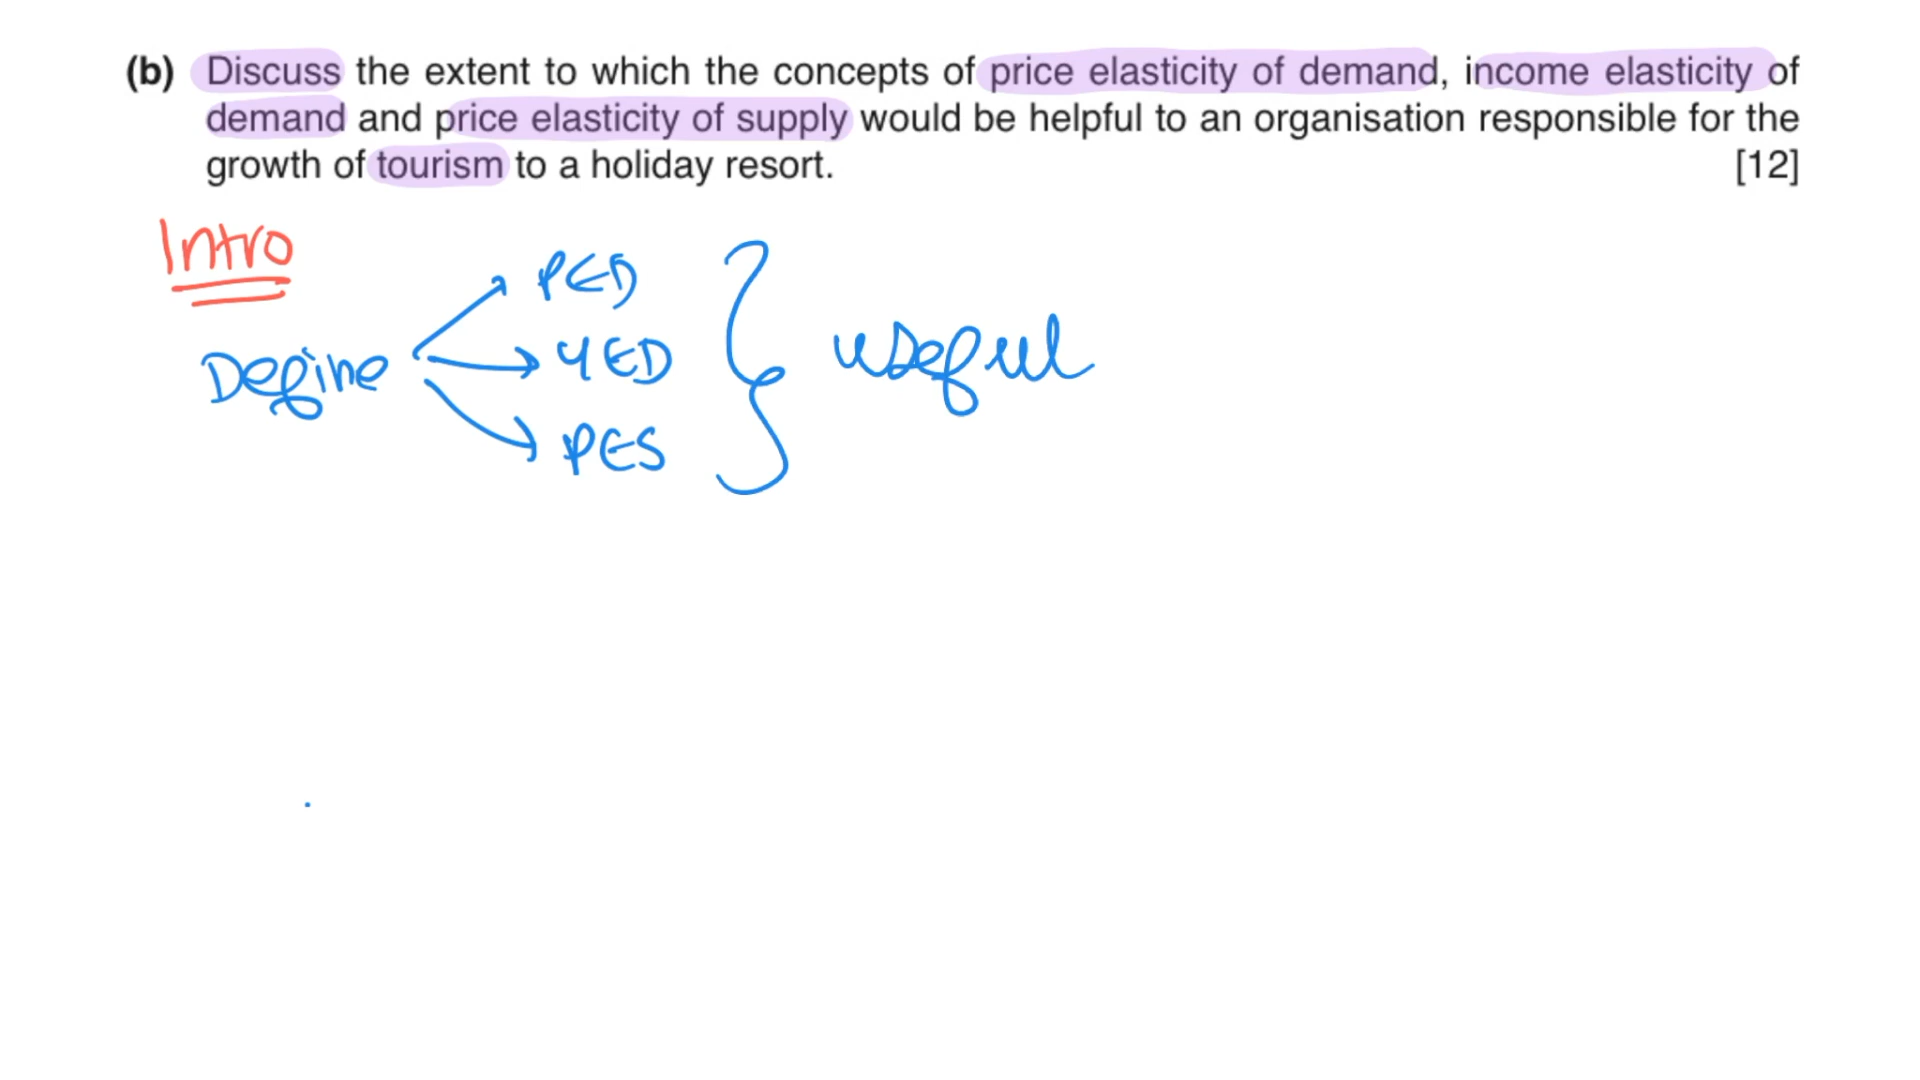 (b) Discuss the extent to which the concepts of price elasticity of demand, income elasticity of
demand and price elasticity of supply would be helpful to an organisation responsible for the
growth of tourism to a holiday resort. [12]
Intro
PED
Define YED useful
PES